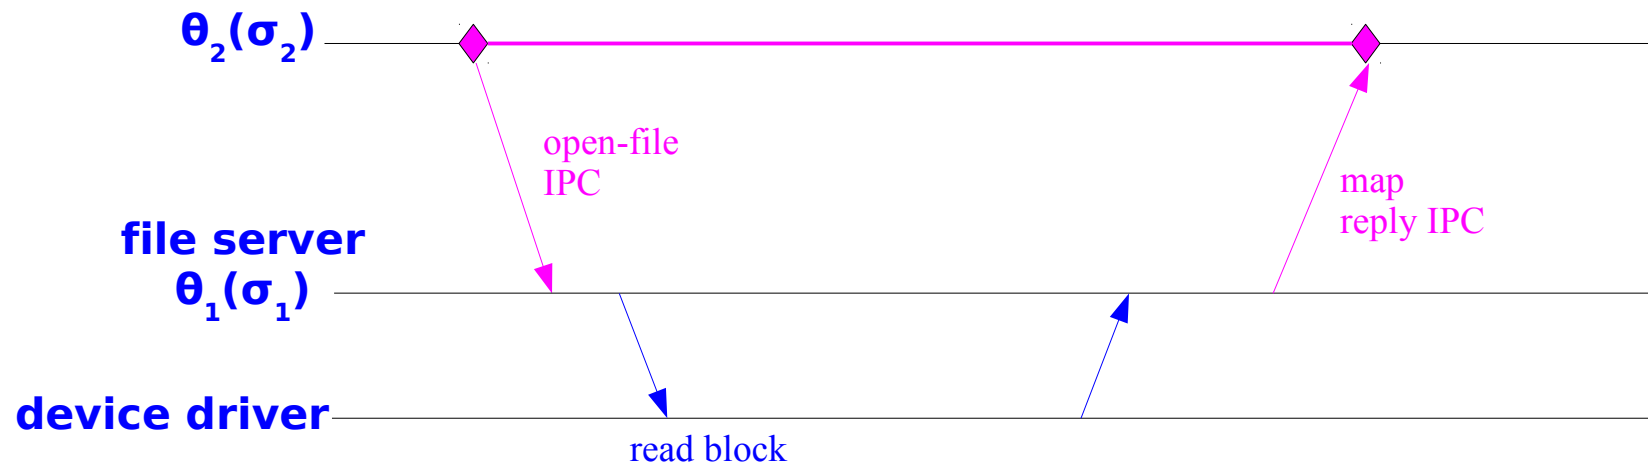 θ₂(σ₂)
open-file
IPC
map
reply IPC
file server
θ₁(σ₁)
device driver
read block